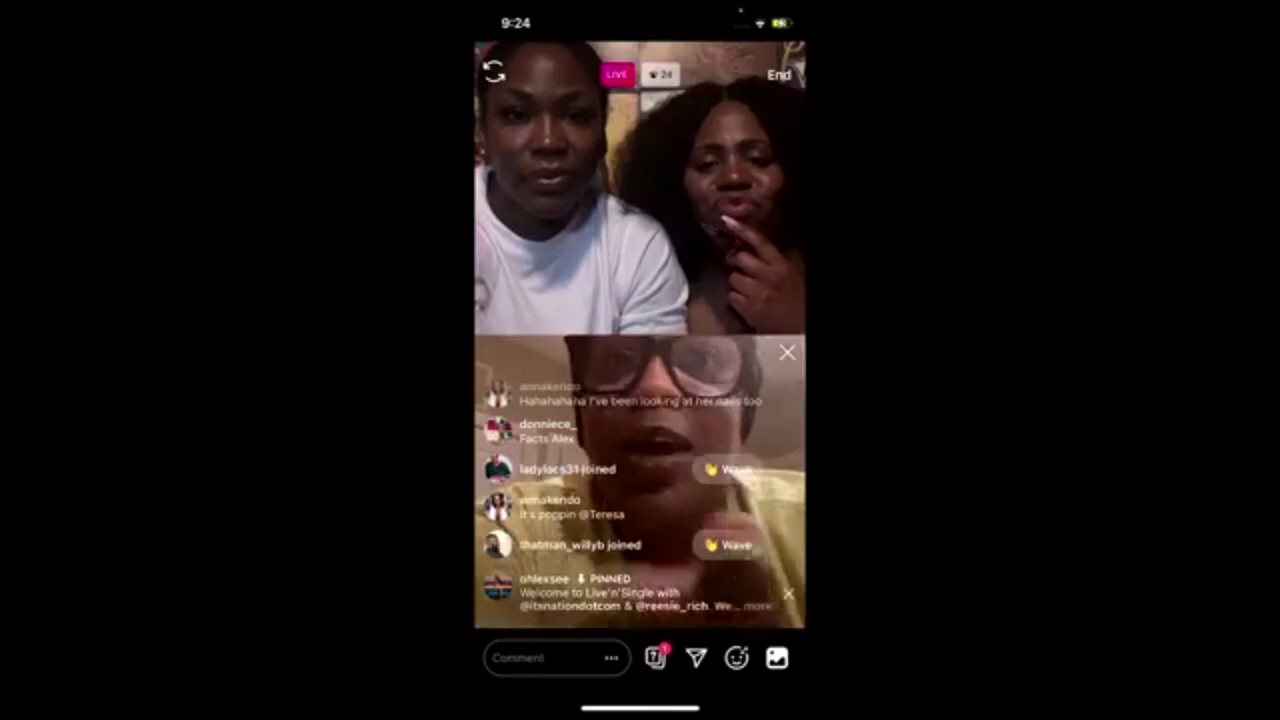 9:24
LIVE
24
End
annakendo
Hahahahaha I've been looking at her nails too
donniece_
Facts Alex
ladylocs31 joined
Wave
annakendo
It's poppin @Teresa
thatman_willyb joined
Wave
ohlexsee PINNED
Welcome to Live'n'Single with
@itsnationdotcom & @reesie_rich. We... more
Comment
1